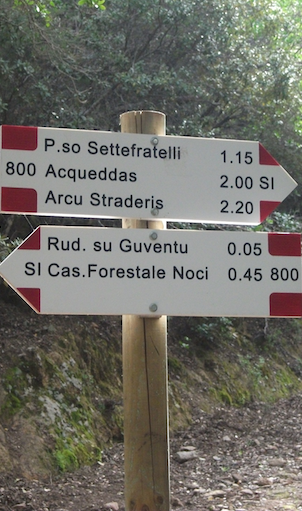 P.so Settefratelli 1.15
800 Acqueddas 2.00 SI
Arcu Straderis 2.20
Rud. su Guventu 0.05
SI Cas.Forestale Noci 0.45 800